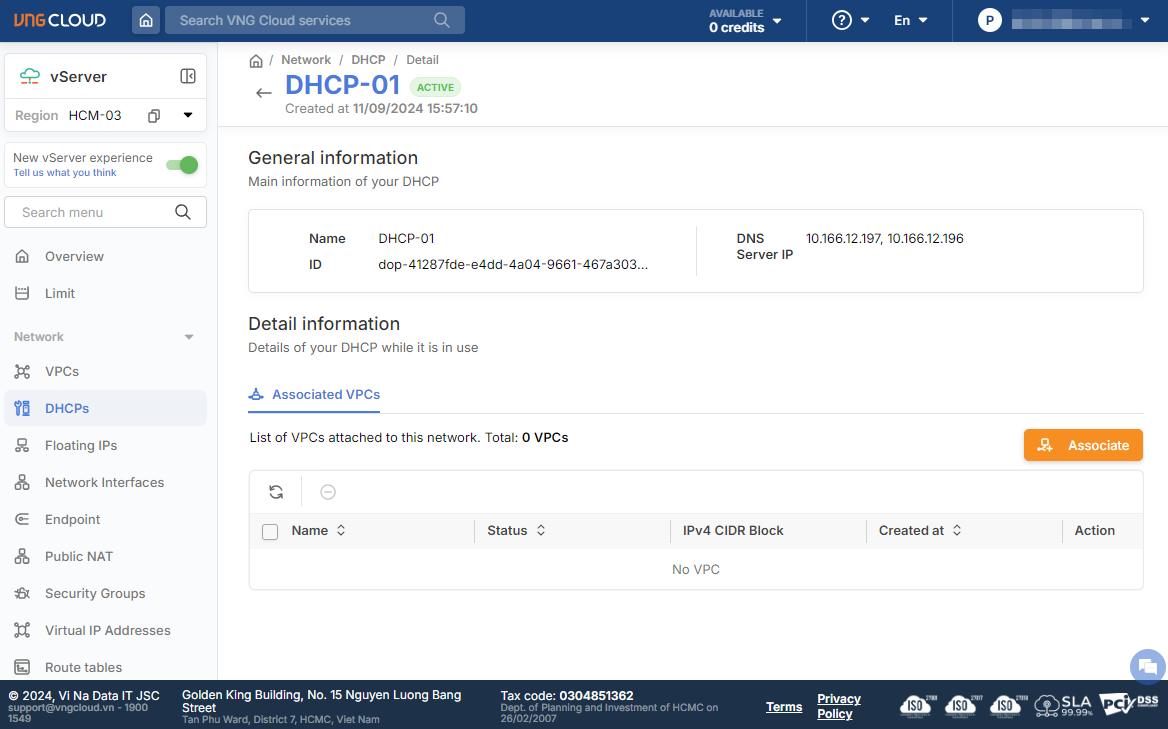 VNG CLOUD
Search VNG Cloud services
AVAILABLE
0 credits
?
En
P
vServer
Region HCM-03
New vServer experience
Tell us what you think
Search menu
Overview
Limit
Network
VPCs
DHCPs
Floating IPs
Network Interfaces
Endpoint
Public NAT
Security Groups
Virtual IP Addresses
Route tables
/ Network / DHCP / Detail
DHCP-01 ACTIVE
Created at 11/09/2024 15:57:10
General information
Main information of your DHCP
Name DHCP-01
ID dop-41287fde-e4dd-4a04-9661-467a303...
DNS Server IP 10.166.12.197, 10.166.12.196
Detail information
Details of your DHCP while it is in use
Associated VPCs
List of VPCs attached to this network. Total: 0 VPCs
Associate
Name Status IPv4 CIDR Block Created at Action
No VPC
© 2024, Vi Na Data IT JSC
support@vngcloud.vn - 1900
1549
Golden King Building, No. 15 Nguyen Luong Bang
Street
Tan Phu Ward, District 7, HCMC, Viet Nam
Tax code: 0304851362
Dept. of Planning and Investment of HCMC on
26/02/2007
Terms
Privacy
Policy
ISO
ISO
ISO
SLA
99.99%
PCI DSS